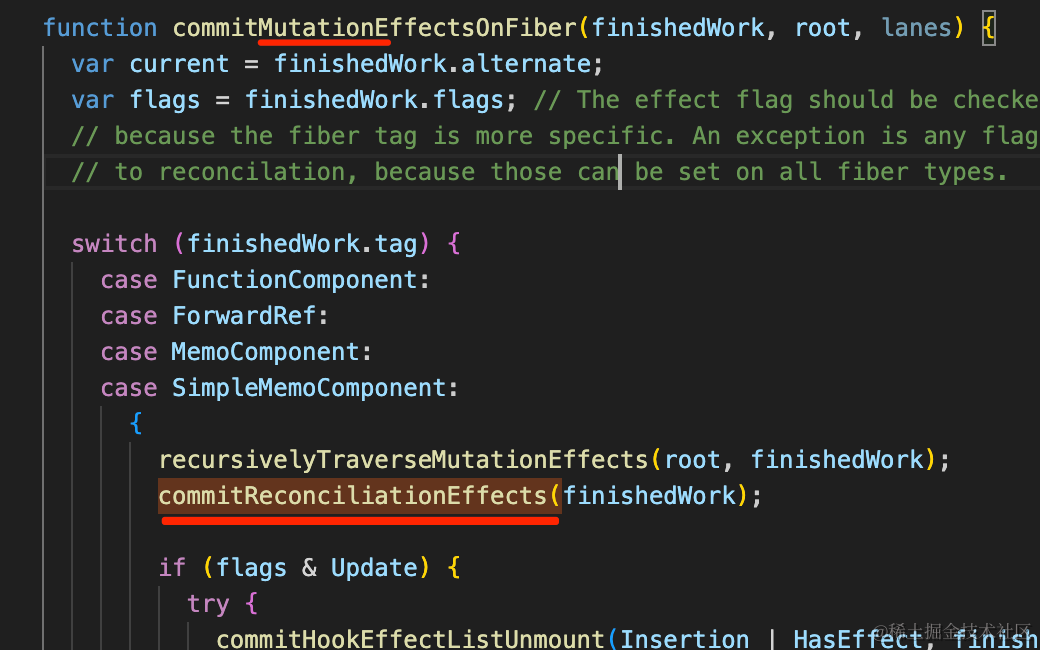 function commitMutationEffectsOnFiber(finishedWork, root, lanes) {
var current = finishedWork.alternate;
var flags = finishedWork.flags; // The effect flag should be checke
// because the fiber tag is more specific. An exception is any flag
// to reconcilation, because those can be set on all fiber types.
switch (finishedWork.tag) {
case FunctionComponent:
case ForwardRef:
case MemoComponent:
case SimpleMemoComponent:
{
recursivelyTraverseMutationEffects(root, finishedWork);
commitReconciliationEffects(finishedWork);
if (flags & Update) {
try {
commitHookEffectListUnmount(Insertion | HasEffect, finish
@稀土掘金技术社区